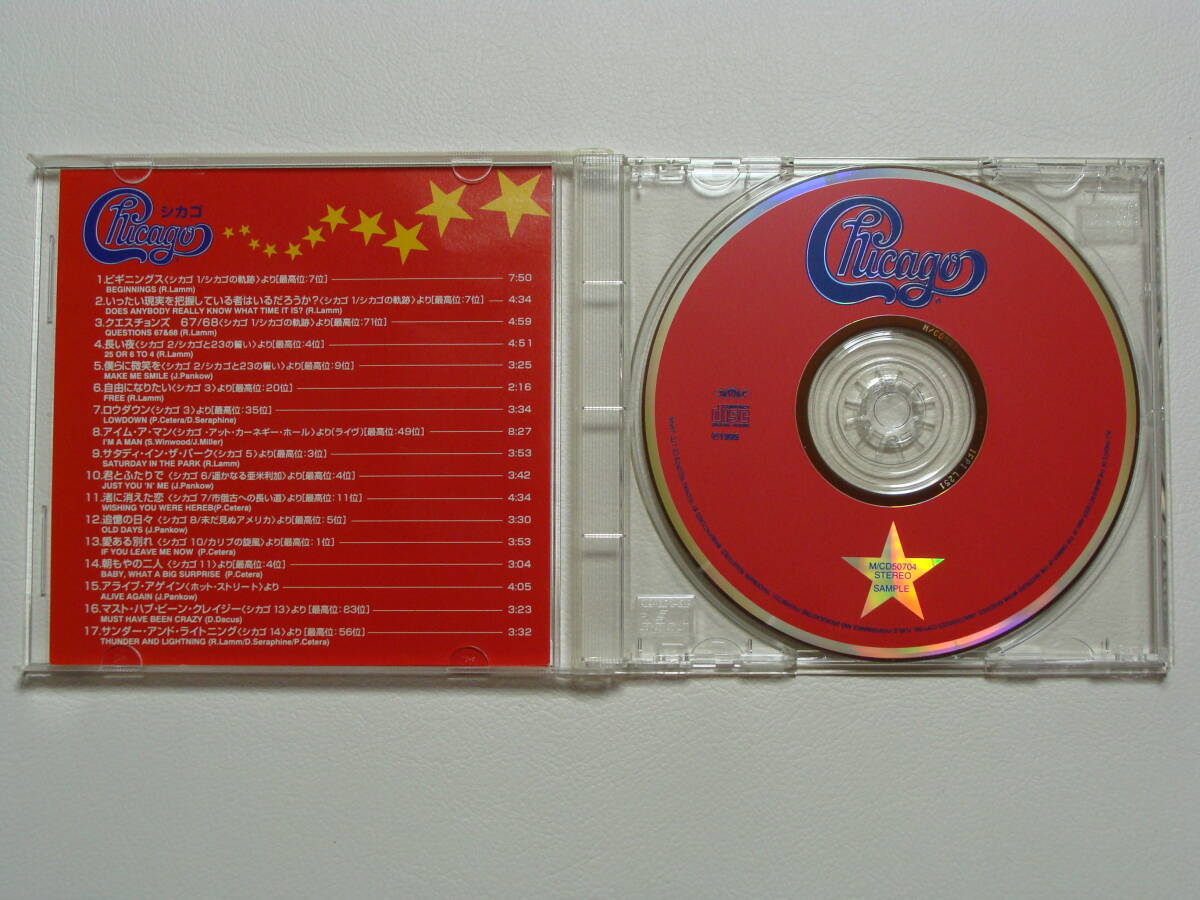 Chicago
シカゴ
1.ビギニングス〈シカゴ 1/シカゴの軌跡〉より[最高位:7位] 7:50
BEGINNINGS (R.Lamm)
2.いったい現実を把握している者はいるだろうか?〈シカゴ 1/シカゴの軌跡〉より[最高位:7位] 4:34
DOES ANYBODY REALLY KNOW WHAT TIME IT IS? (R.Lamm)
3.クエスチョンズ 67/68〈シカゴ 1/シカゴの軌跡〉より[最高位:71位] 4:59
QUESTIONS 67&68 (R.Lamm)
4.長い夜〈シカゴ 2/シカゴと23の誓い〉より[最高位:4位] 4:51
25 OR 6 TO 4 (R.Lamm)
5.僕らに微笑を〈シカゴ 2/シカゴと23の誓い〉より[最高位:9位] 3:25
MAKE ME SMILE (J.Pankow)
6.自由になりたい〈シカゴ 3〉より[最高位:20位] 2:16
FREE (R.Lamm)
7.ロウダウン〈シカゴ 3〉より[最高位:35位] 3:34
LOWDOWN (P.Cetera/D.Seraphine)
8.アイム・ア・マン〈シカゴ・アット・カーネギー・ホール〉より(ライヴ)[最高位:49位] 8:27
I'M A MAN (S.Winwood/J.Miller)
9.サタデイ・イン・ザ・パーク〈シカゴ 5〉より[最高位:3位] 3:53
SATURDAY IN THE PARK (R.Lamm)
10.君とふたりで〈シカゴ 6/遥かなる亜米利加〉より[最高位:4位] 3:42
JUST YOU 'N' ME (J.Pankow)
11.渚に消えた恋〈シカゴ 7/市俄古への長い道〉より[最高位:11位] 4:34
WISHING YOU WERE HEREB(P.Cetera)
12.追憶の日々〈シカゴ 8/未だ見ぬアメリカ〉より[最高位:5位] 3:30
OLD DAYS (J.Pankow)
13.愛ある別れ〈シカゴ 10/カリブの旋風〉より[最高位:1位] 3:53
IF YOU LEAVE ME NOW (P.Cetera)
14.朝もやの二人〈シカゴ 11〉より[最高位:4位] 3:04
BABY, WHAT A BIG SURPRISE (P.Cetera)
15.アライブ・アゲイン〈ホット・ストリート〉より 4:05
ALIVE AGAIN (J.Pankow)
16.マスト・ハブ・ビーン・クレイジー〈シカゴ 13〉より[最高位:83位] 3:23
MUST HAVE BEEN CRAZY (D.Dacus)
17.サンダー・アンド・ライトニング〈シカゴ 14〉より[最高位:56位] 3:32
THUNDER AND LIGHTNING (R.Lamm/D.Seraphine/P.Cetera)
Chicago
COMPACT
disc
DIGITAL AUDIO
℗1995
IFPI L251
M/CD50704
STEREO
SAMPLE